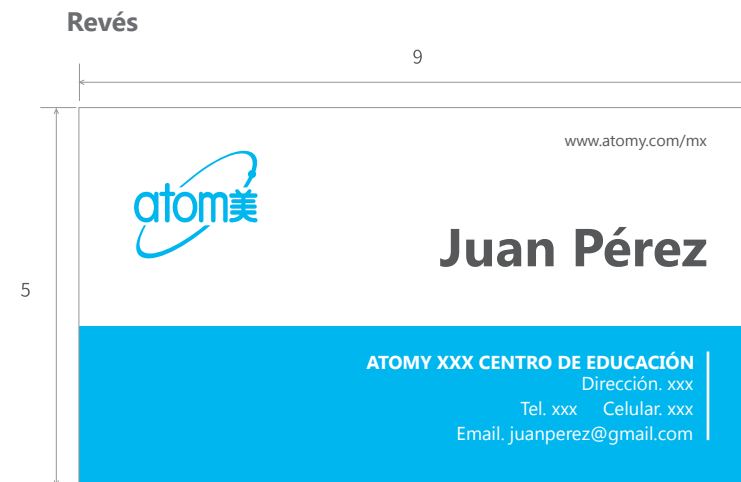 Revés
9
www.atomy.com/mx
atom美
Juan Pérez
5
ATOMY XXX CENTRO DE EDUCACIÓN
Dirección. xxx
Tel. xxx Celular. xxx
Email. juanperez@gmail.com